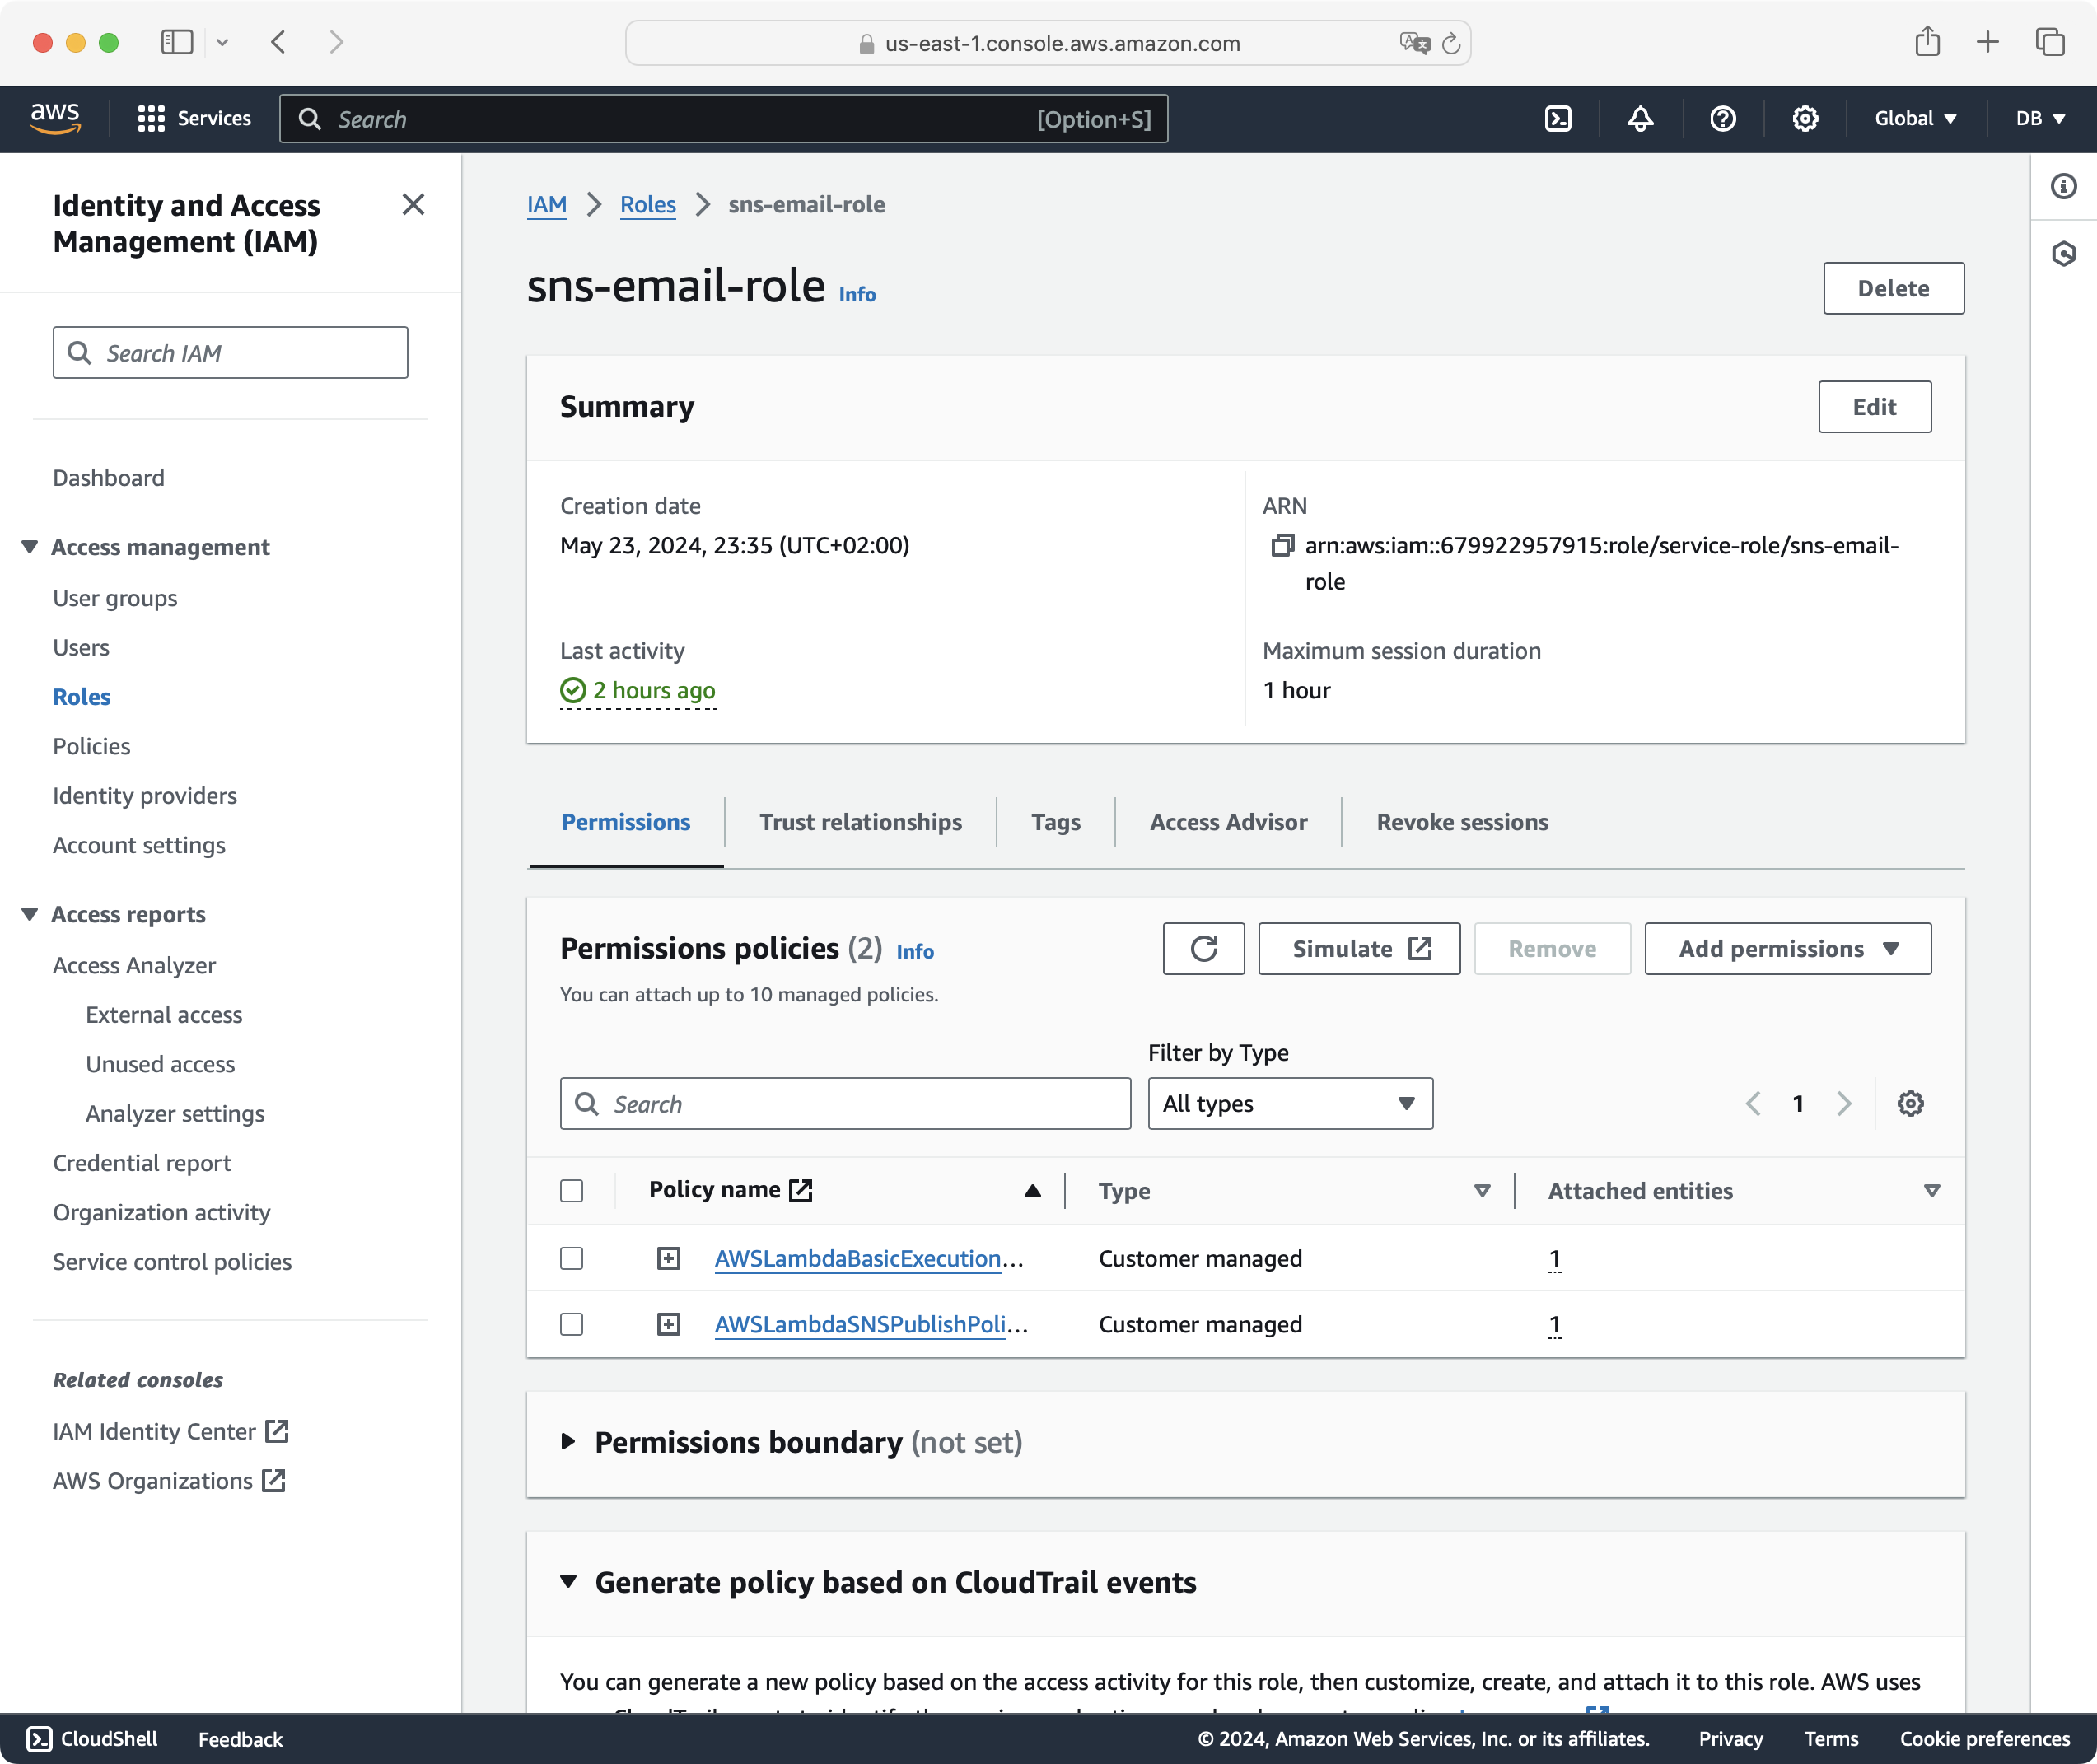 us-east-1.console.aws.amazon.com
aws
Services
Search
[Option+S]
Global
DB
Identity and Access
Management (IAM)
Search IAM
Dashboard
Access management
User groups
Users
Roles
Policies
Identity providers
Account settings
Access reports
Access Analyzer
External access
Unused access
Analyzer settings
Credential report
Organization activity
Service control policies
Related consoles
IAM Identity Center
AWS Organizations
IAM
Roles
sns-email-role
sns-email-role Info
Delete
Summary
Edit
Creation date
May 23, 2024, 23:35 (UTC+02:00)
ARN
arn:aws:iam::679922957915:role/service-role/sns-email-
role
Last activity
2 hours ago
Maximum session duration
1 hour
Permissions
Trust relationships
Tags
Access Advisor
Revoke sessions
Permissions policies (2) Info
Simulate
Remove
Add permissions
You can attach up to 10 managed policies.
Filter by Type
Search
All types
1
Policy name
Type
Attached entities
AWSLambdaBasicExecution...
Customer managed
1
AWSLambdaSNSPublishPoli...
Customer managed
1
Permissions boundary (not set)
Generate policy based on CloudTrail events
You can generate a new policy based on the access activity for this role, then customize, create, and attach it to this role. AWS uses
CloudShell
Feedback
© 2024, Amazon Web Services, Inc. or its affiliates.
Privacy
Terms
Cookie preferences